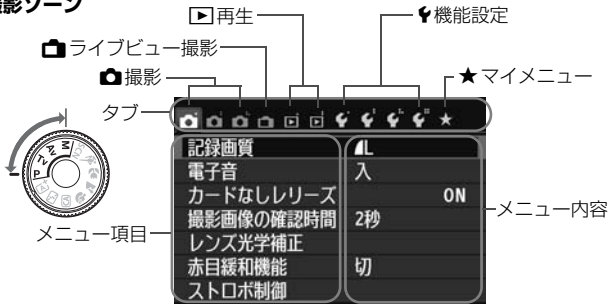 影ゾーン
再生
機能設定
ライブビュー撮影
撮影
マイメニュー
タブ
記録画質 L
電子音 入
カードなしレリーズ ON
撮影画像の確認時間 2秒
レンズ光学補正
赤目緩和機能 切
ストロボ制御
メニュー項目
メニュー内容